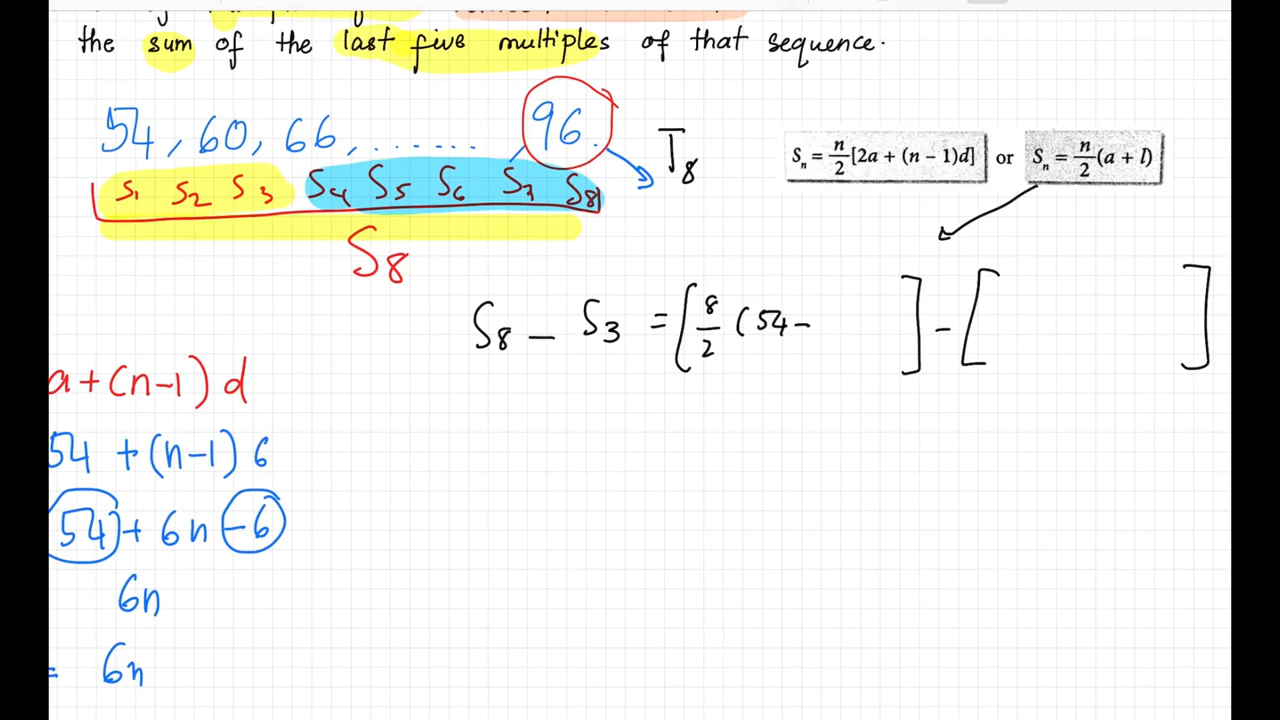 the sum of the last five multiples of that sequence.
54, 60, 66, ........ 96.
T8
Sn = n/2 [2a + (n − 1)d] or Sn = n/2 (a + l)
S1 S2 S3 S4 S5 S6 S7 S8
S8
S8 − S3 = [8/2 (54 − ] − [ ]
a + (n−1) d
54 + (n−1) 6
54 + 6n −6
6n
= 6n